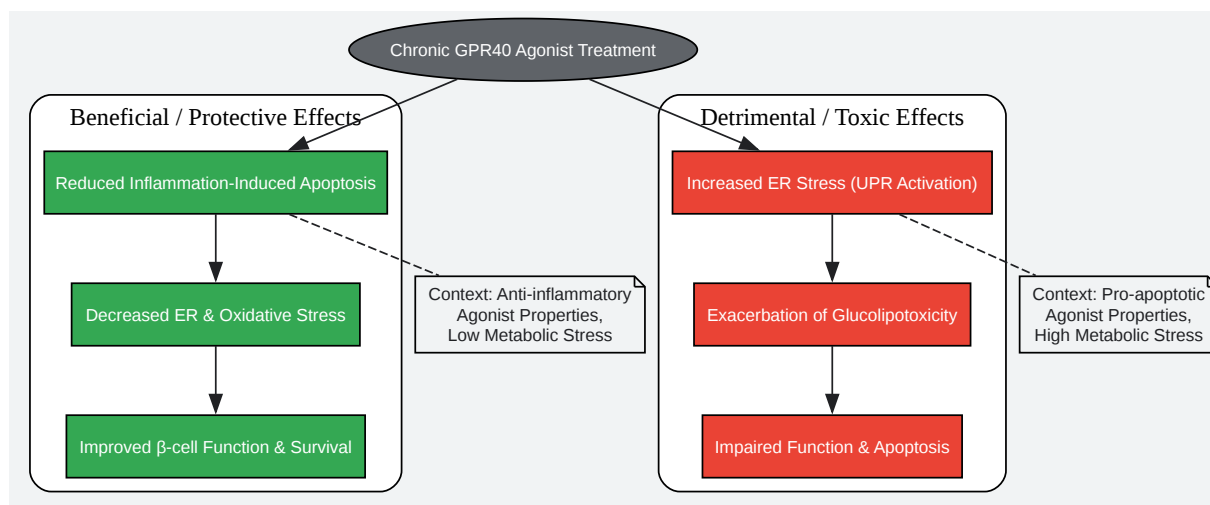 Chronic GPR40 Agonist Treatment
Beneficial / Protective Effects
Reduced Inflammation-Induced Apoptosis
Decreased ER & Oxidative Stress
Improved β-cell Function & Survival
Context: Anti-inflammatory
Agonist Properties,
Low Metabolic Stress
Detrimental / Toxic Effects
Increased ER Stress (UPR Activation)
Exacerbation of Glucolipotoxicity
Impaired Function & Apoptosis
Context: Pro-apoptotic
Agonist Properties,
High Metabolic Stress